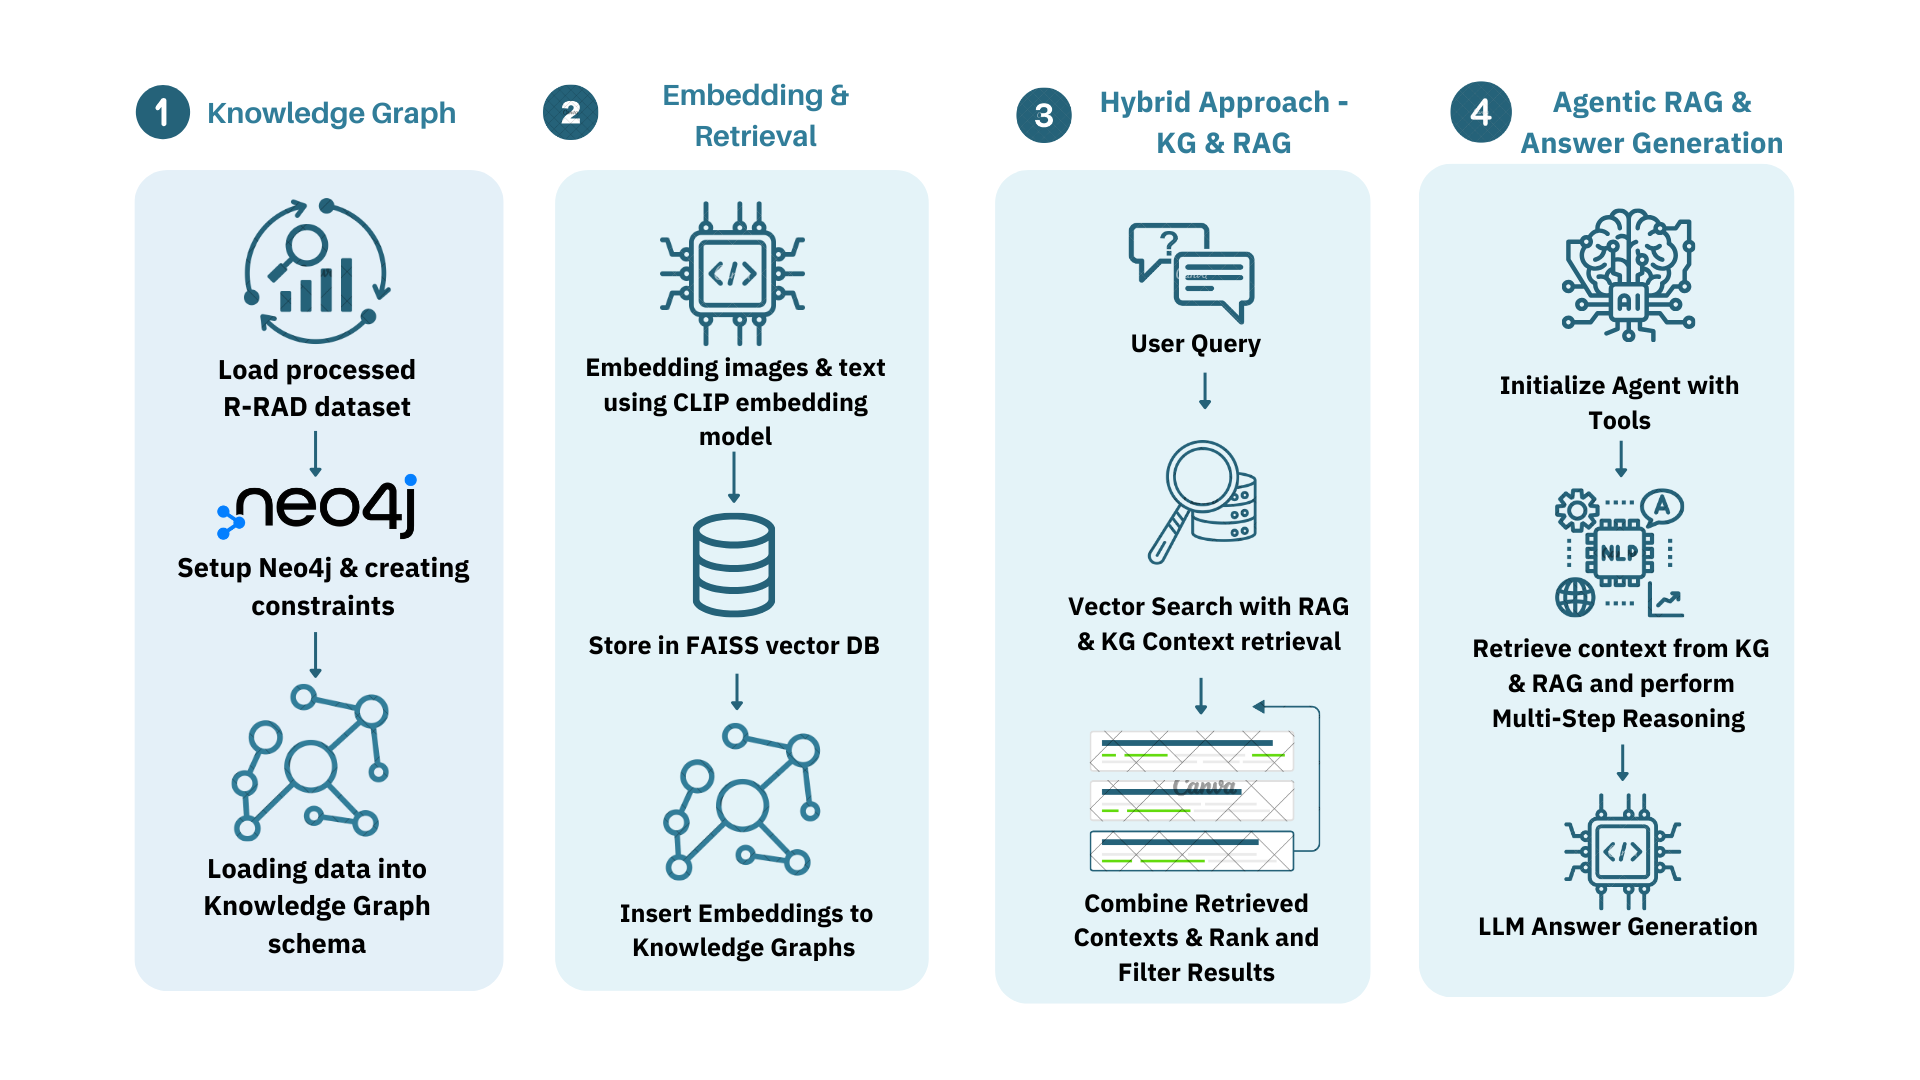 1
Knowledge Graph
Load processed
R-RAD dataset
neo4j
Setup Neo4j & creating
constraints
Loading data into
Knowledge Graph
schema
2
Embedding &
Retrieval
</>
Embedding images & text
using CLIP embedding
model
Store in FAISS vector DB
Insert Embeddings to
Knowledge Graphs
3
Hybrid Approach -
KG & RAG
?
User Query
Vector Search with RAG
& KG Context retrieval
Canva
Combine Retrieved
Contexts & Rank and
Filter Results
4
Agentic RAG &
Answer Generation
AI
Initialize Agent with
Tools
A
NLP
Retrieve context from KG
& RAG and perform
Multi-Step Reasoning
</>
LLM Answer Generation